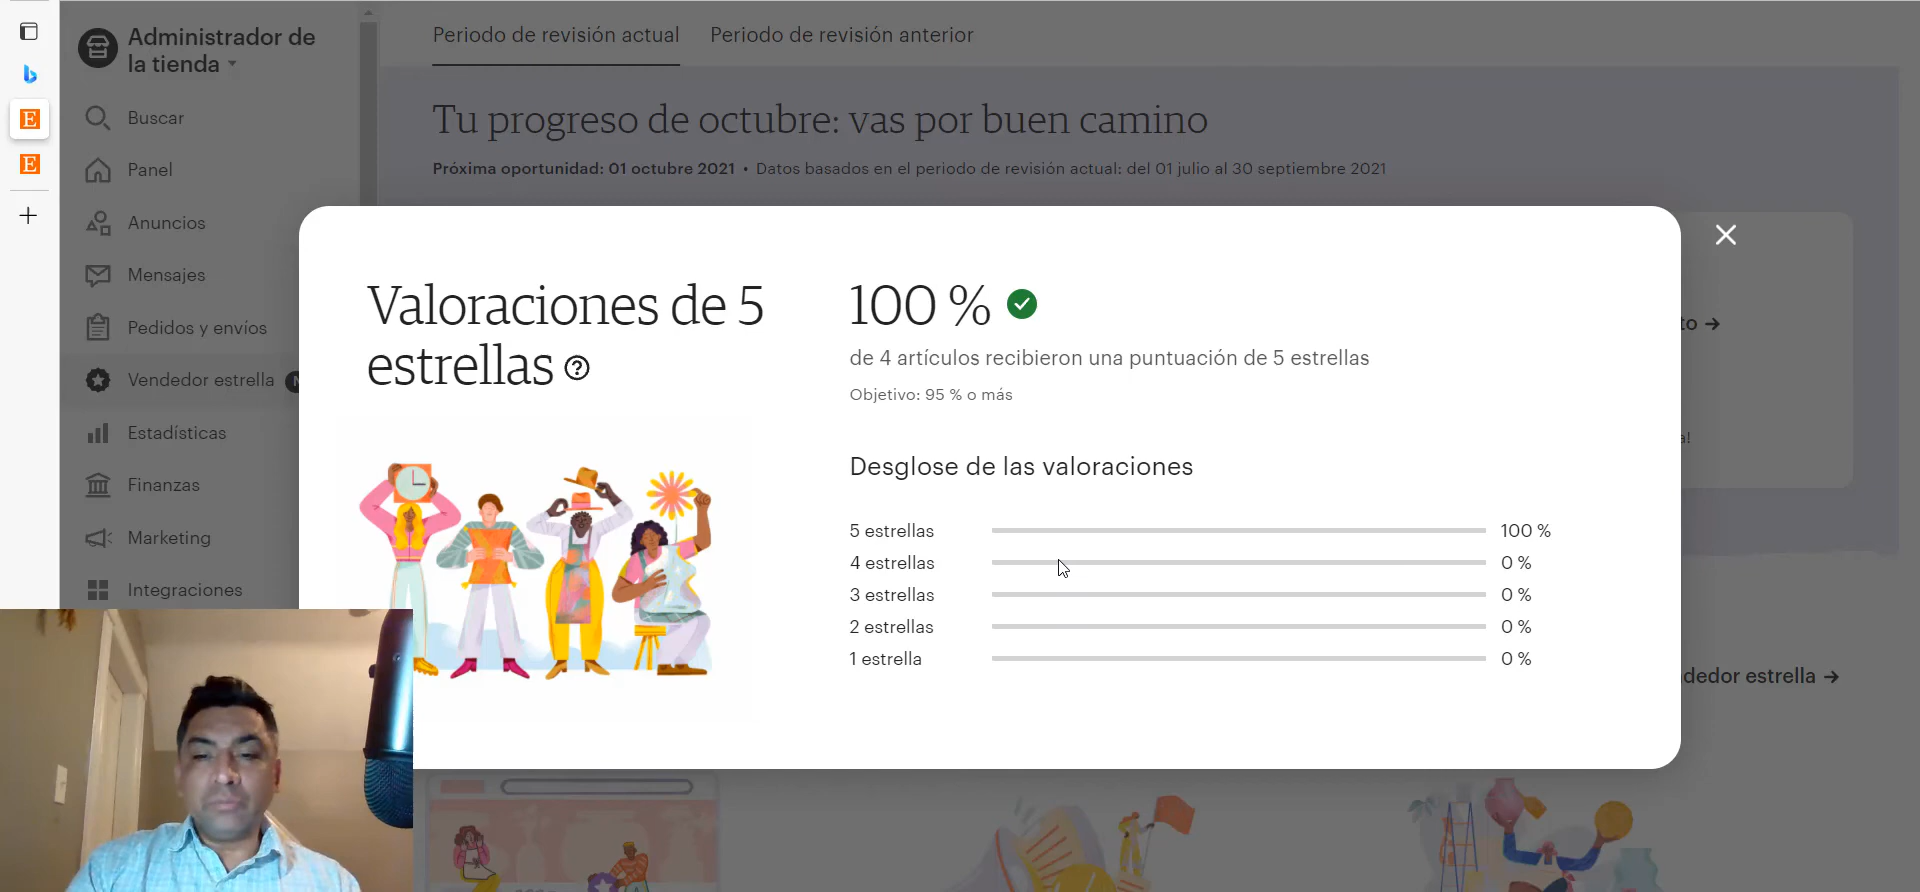 Administrador de
la tienda
Buscar
Panel
Anuncios
Mensajes
Pedidos y envíos
Vendedor estrella
Estadísticas
Finanzas
Marketing
Integraciones
Periodo de revisión actual
Periodo de revisión anterior
Tu progreso de octubre: vas por buen camino
Próxima oportunidad: 01 octubre 2021 • Datos basados en el periodo de revisión actual: del 01 julio al 30 septiembre 2021
Valoraciones de 5
estrellas
100 %
de 4 artículos recibieron una puntuación de 5 estrellas
Objetivo: 95 % o más
Desglose de las valoraciones
5 estrellas 100 %
4 estrellas 0 %
3 estrellas 0 %
2 estrellas 0 %
1 estrella 0 %
estrella →